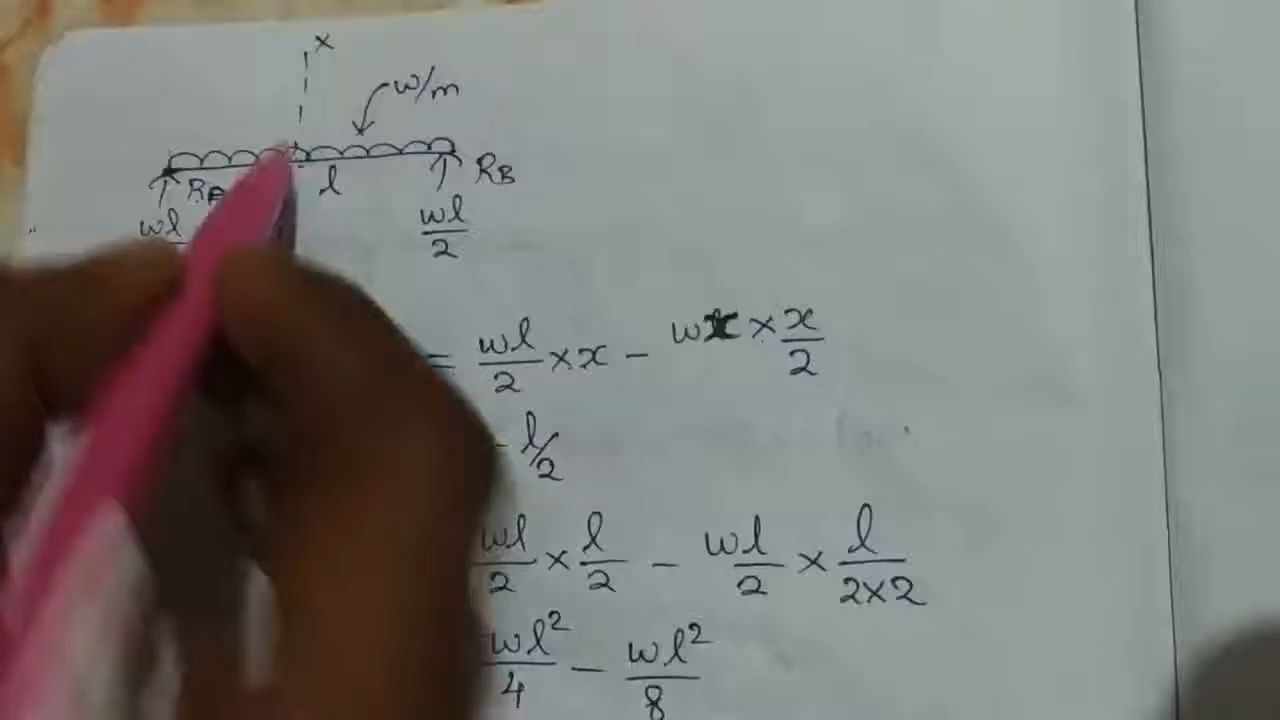 x
w/m
RA l RB
wl wl/2
= wl/2 × x - wx × x/2
l/2
wl/2 × l/2 - wl/2 × l/2×2
wl²/4 - wl²/8